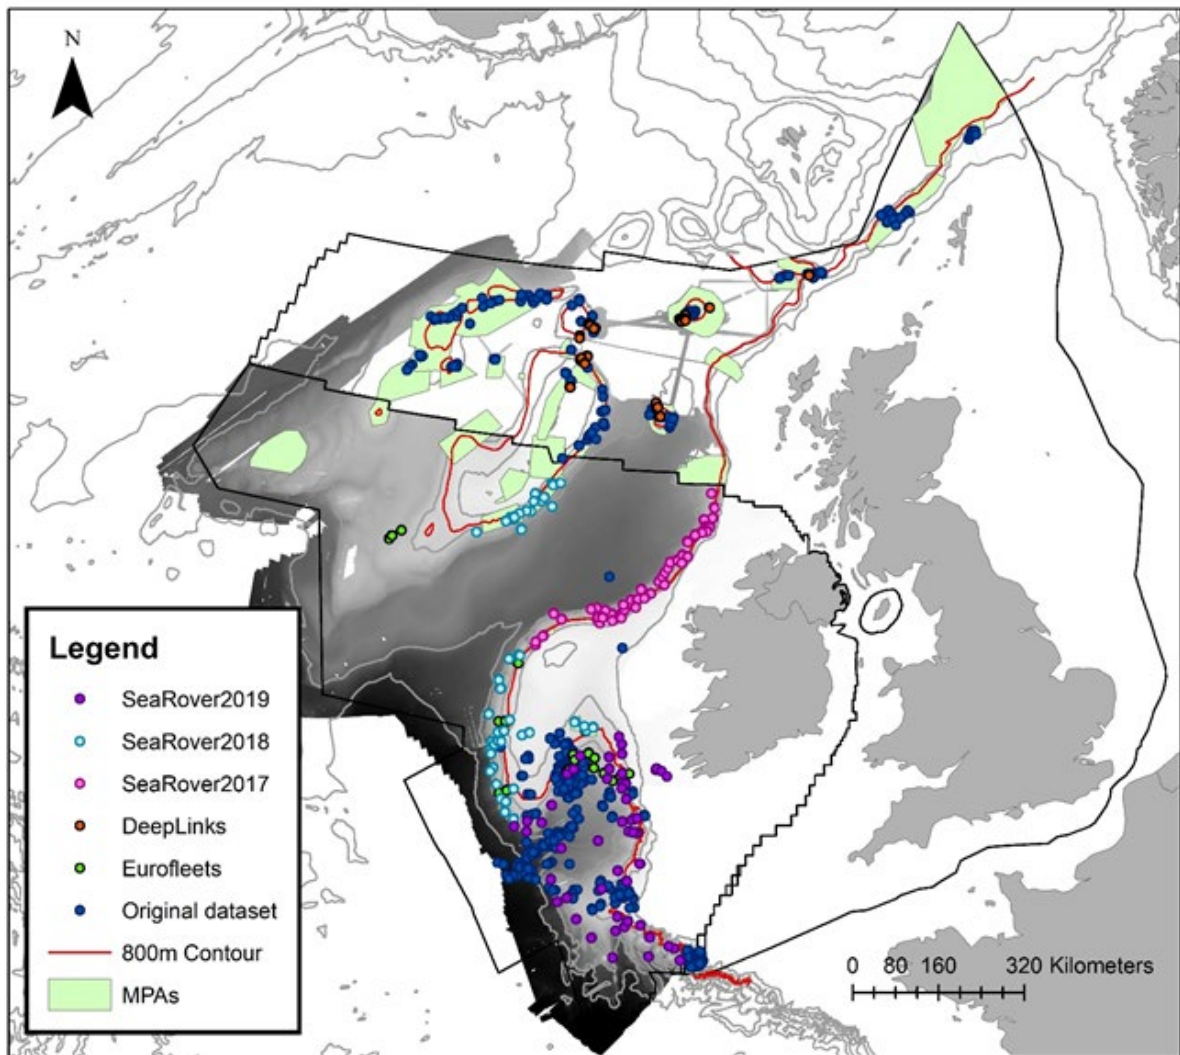 N
Legend
SeaRover2019
SeaRover2018
SeaRover2017
DeepLinks
Eurofleets
Original dataset
800m Contour
MPAs
0 80 160 320 Kilometers